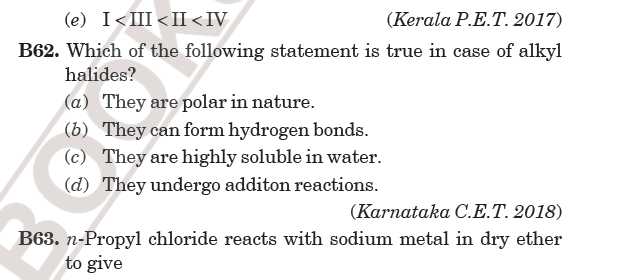 (e) I < III < II < IV (Kerala P.E.T. 2017)
B62. Which of the following statement is true in case of alkyl
halides?
(a) They are polar in nature.
(b) They can form hydrogen bonds.
(c) They are highly soluble in water.
(d) They undergo additon reactions.
(Karnataka C.E.T. 2018)
B63. n-Propyl chloride reacts with sodium metal in dry ether
to give